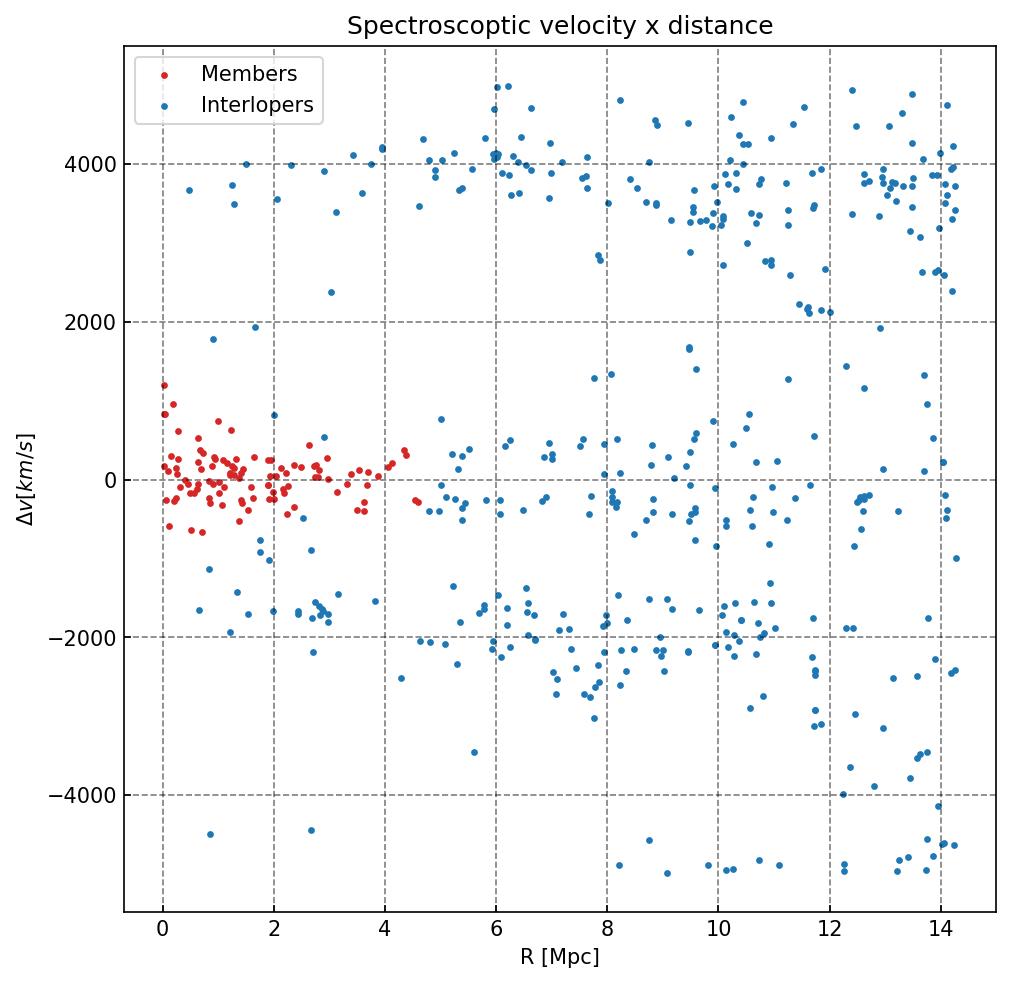 Spectroscoptic velocity x distance
Members
Interlopers
4000
2000
0
−2000
−4000
Δv[km/s]
0 2 4 6 8 10 12 14
R [Mpc]